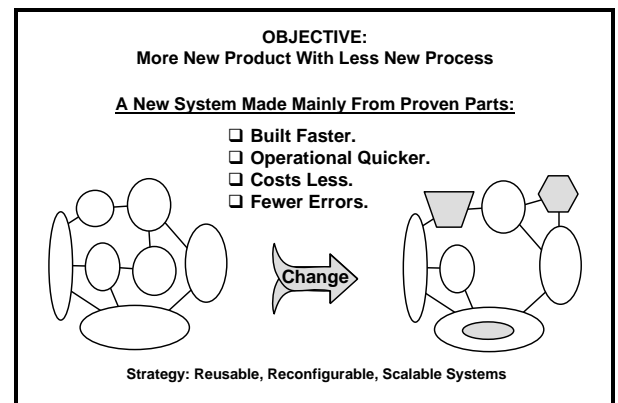 OBJECTIVE:
More New Product With Less New Process
A New System Made Mainly From Proven Parts:
❑ Built Faster.
❑ Operational Quicker.
❑ Costs Less.
❑ Fewer Errors.
Change
Strategy: Reusable, Reconfigurable, Scalable Systems